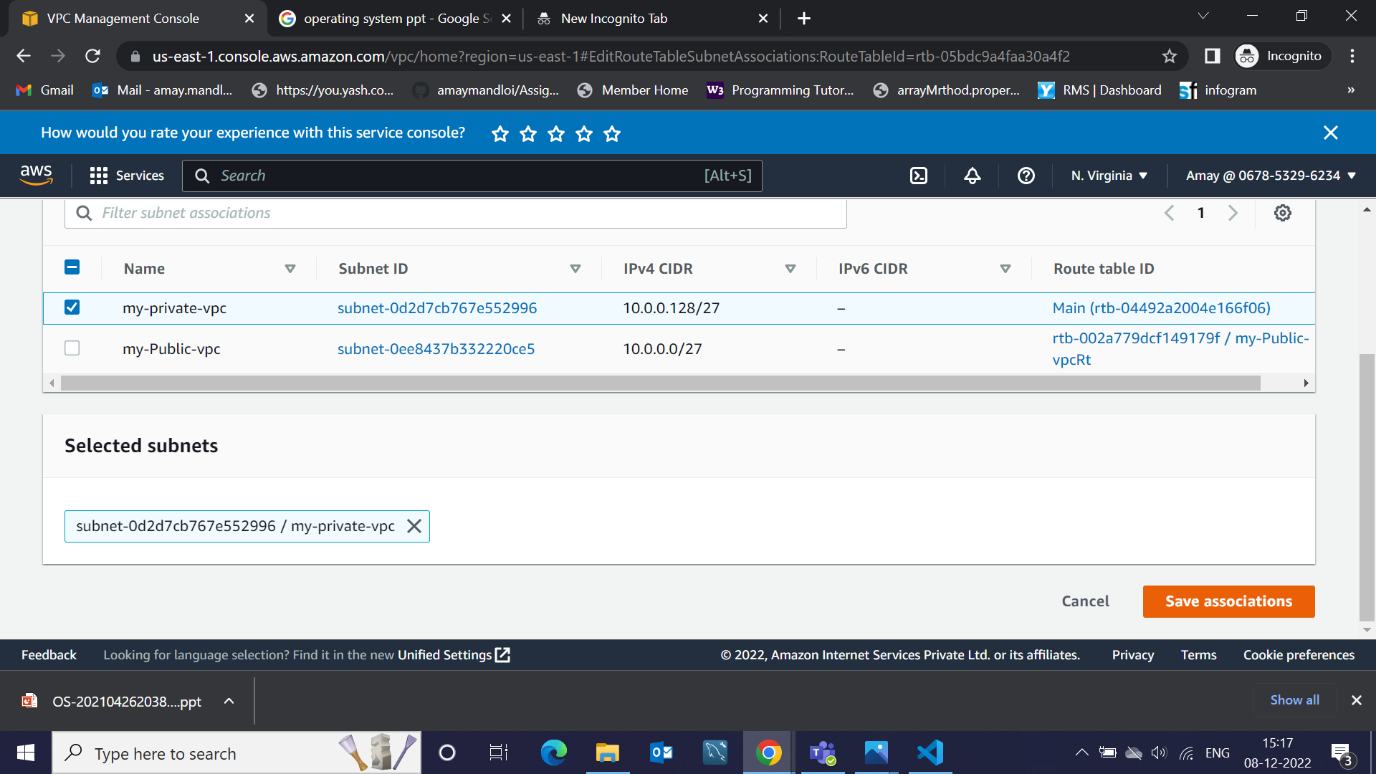 VPC Management Console
operating system ppt - Google Se
New Incognito Tab
us-east-1.console.aws.amazon.com/vpc/home?region=us-east-1#EditRouteTableSubnetAssociations:RouteTableId=rtb-05bdc9a4faa30a4f2
Incognito
Gmail
Mail - amay.mandl...
https://you.yash.co...
amaymandloi/Assig...
Member Home
W3 Programming Tutor...
arrayMrthod.proper...
RMS | Dashboard
infogram
»
How would you rate your experience with this service console?
aws
Services
Search [Alt+S]
N. Virginia
Amay @ 0678-5329-6234
Filter subnet associations
1
Name Subnet ID IPv4 CIDR IPv6 CIDR Route table ID
my-private-vpc subnet-0d2d7cb767e552996 10.0.0.128/27 – Main (rtb-04492a2004e166f06)
my-Public-vpc subnet-0ee8437b332220ce5 10.0.0.0/27 – rtb-002a779dcf149179f / my-Public-
vpcRt
Selected subnets
subnet-0d2d7cb767e552996 / my-private-vpc
Cancel
Save associations
Feedback
Looking for language selection? Find it in the new Unified Settings
© 2022, Amazon Internet Services Private Ltd. or its affiliates.
Privacy
Terms
Cookie preferences
OS-202104262038....ppt
Show all
Type here to search
ENG
15:17
08-12-2022
3